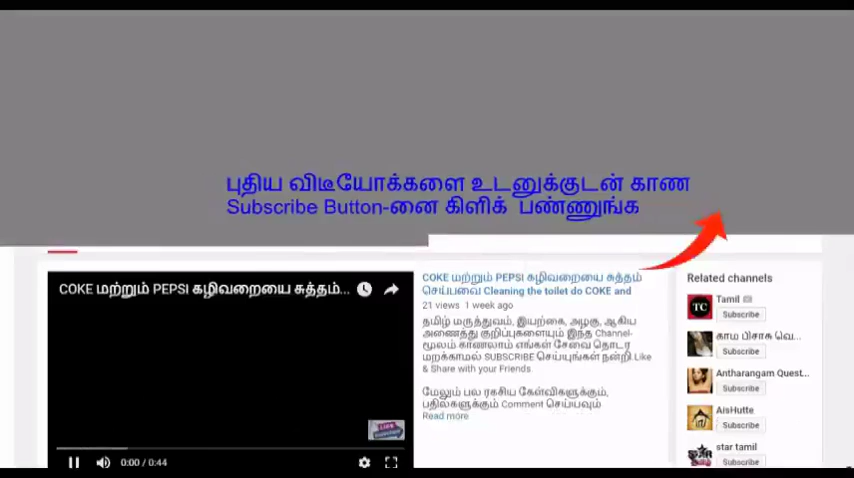 புதிய விடீயோக்களை உடனுக்குடன் காண
Subscribe Button-னை கிளிக் பண்ணுங்க
COKE மற்றும் PEPSI கழிவறையை சுத்தம்...
0:00 / 0:44
COKE மற்றும் PEPSI கழிவறையை சுத்தம்
செய்பவை Cleaning the toilet do COKE and
21 views 1 week ago
தமிழ் மருத்துவம், இயற்கை, அழகு, ஆகிய
அனைத்து குறிப்புகளையும் இந்த Channel-
மூலம் காணலாம் எங்கள் சேவை தொடர
மறக்காமல் SUBSCRIBE செய்யுங்கள் நன்றி.Like
& Share with your Friends
மேலும் பல ரகசிய கேள்விகளுக்கும்,
பதில்களுக்கும் Comment செய்யவும்
Read more
Related channels
TC
Tamil
Subscribe
காம பிசாசு வெ...
Subscribe
Antharangam Quest...
Subscribe
AisHutte
Subscribe
star tamil
Subscribe
STAR